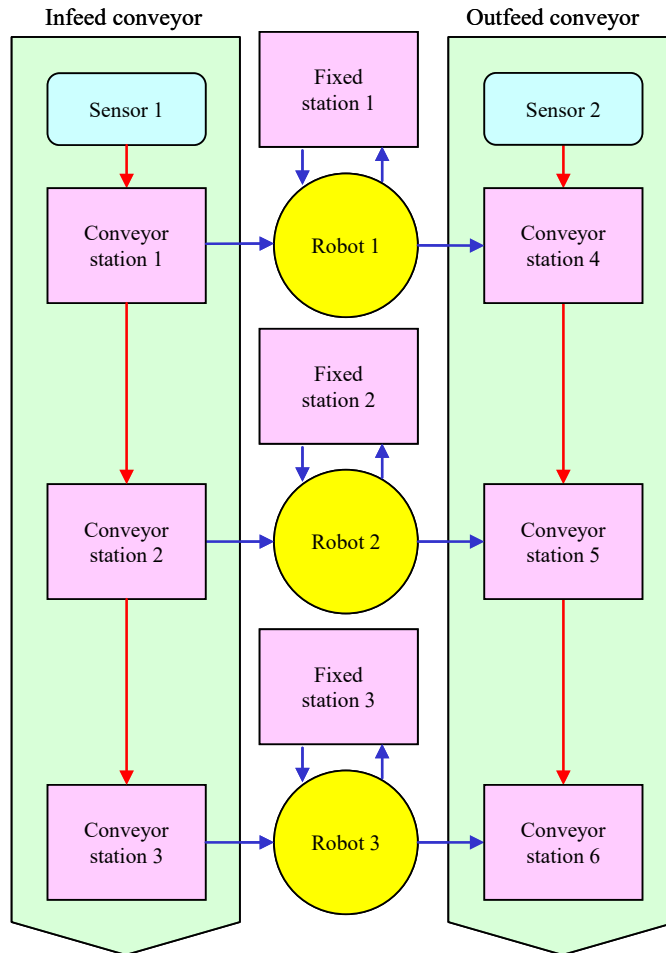 Infeed conveyor
Outfeed conveyor
Sensor 1
Fixed
station 1
Sensor 2
Conveyor
station 1
Robot 1
Conveyor
station 4
Fixed
station 2
Conveyor
station 2
Robot 2
Conveyor
station 5
Fixed
station 3
Conveyor
station 3
Robot 3
Conveyor
station 6